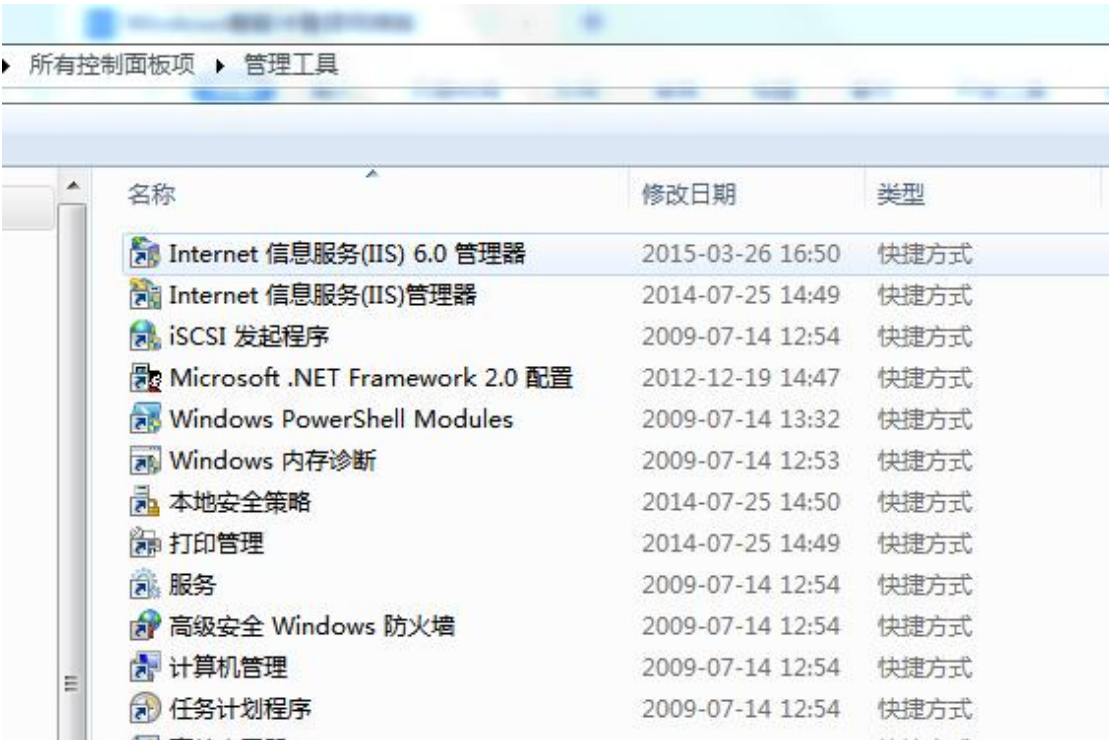 所有控制面板项 管理工具
名称 修改日期 类型
Internet 信息服务(IIS) 6.0 管理器 2015-03-26 16:50 快捷方式
Internet 信息服务(IIS)管理器 2014-07-25 14:49 快捷方式
iSCSI 发起程序 2009-07-14 12:54 快捷方式
Microsoft .NET Framework 2.0 配置 2012-12-19 14:47 快捷方式
Windows PowerShell Modules 2009-07-14 13:32 快捷方式
Windows 内存诊断 2009-07-14 12:53 快捷方式
本地安全策略 2014-07-25 14:50 快捷方式
打印管理 2014-07-25 14:49 快捷方式
服务 2009-07-14 12:54 快捷方式
高级安全 Windows 防火墙 2009-07-14 12:54 快捷方式
计算机管理 2009-07-14 12:54 快捷方式
任务计划程序 2009-07-14 12:54 快捷方式